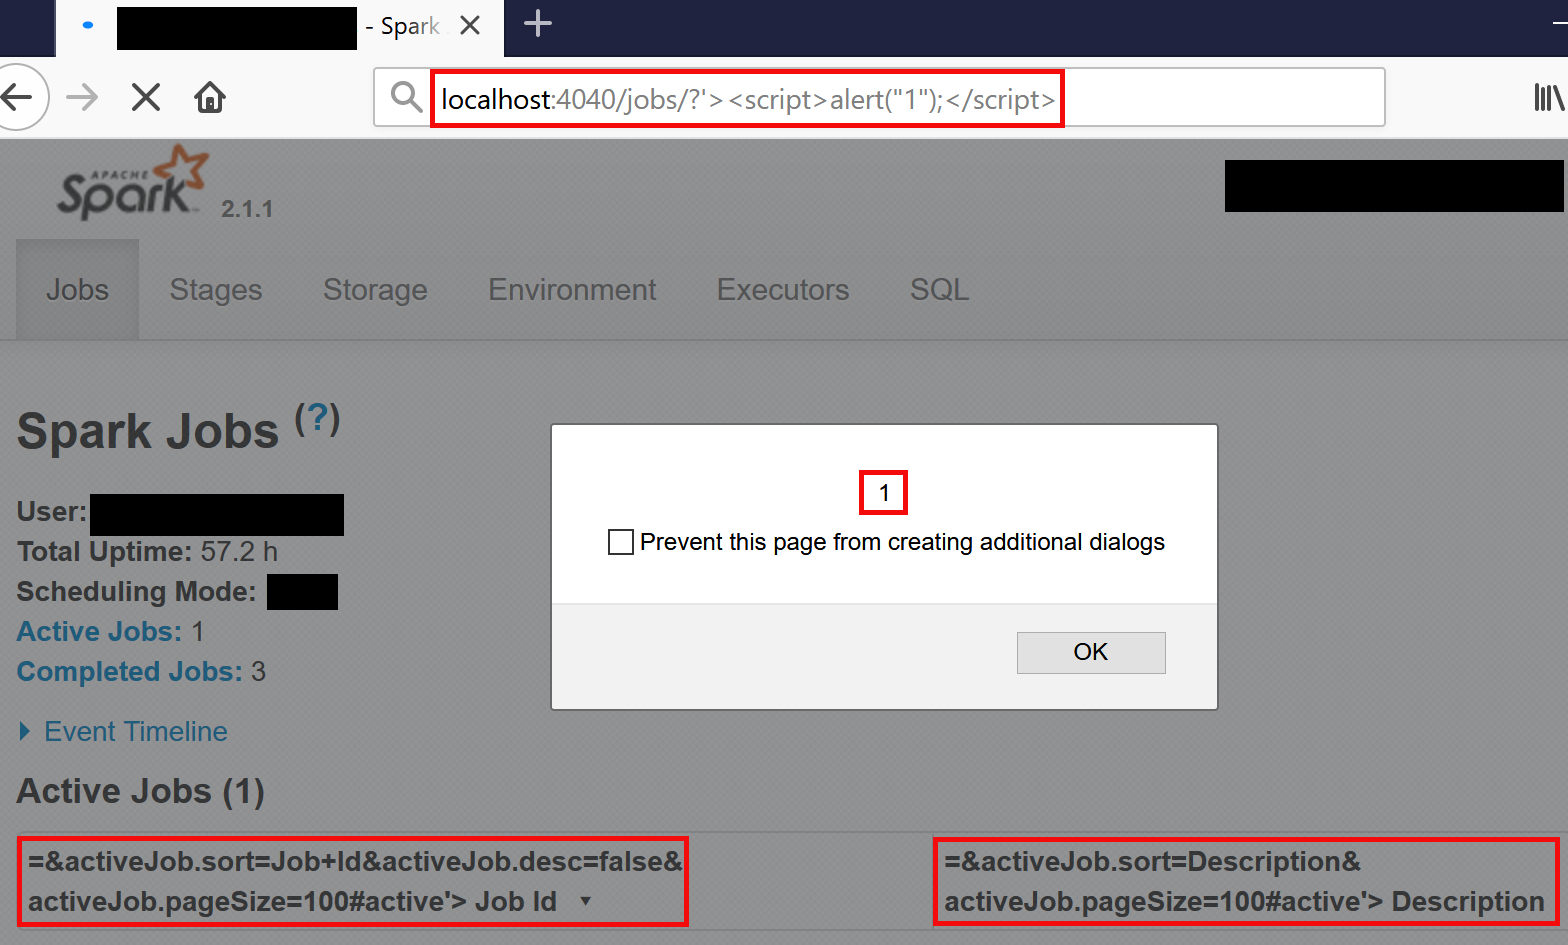 - Spark
localhost:4040/jobs/?'><script>alert("1");</script>
APACHE
Spark 2.1.1
Jobs Stages Storage Environment Executors SQL
Spark Jobs (?)
User:
Total Uptime: 57.2 h
Scheduling Mode:
Active Jobs: 1
Completed Jobs: 3
Event Timeline
Active Jobs (1)
1
Prevent this page from creating additional dialogs
OK
=&activeJob.sort=Job+Id&activeJob.desc=false&
activeJob.pageSize=100#active'> Job Id
=&activeJob.sort=Description&
activeJob.pageSize=100#active'> Description